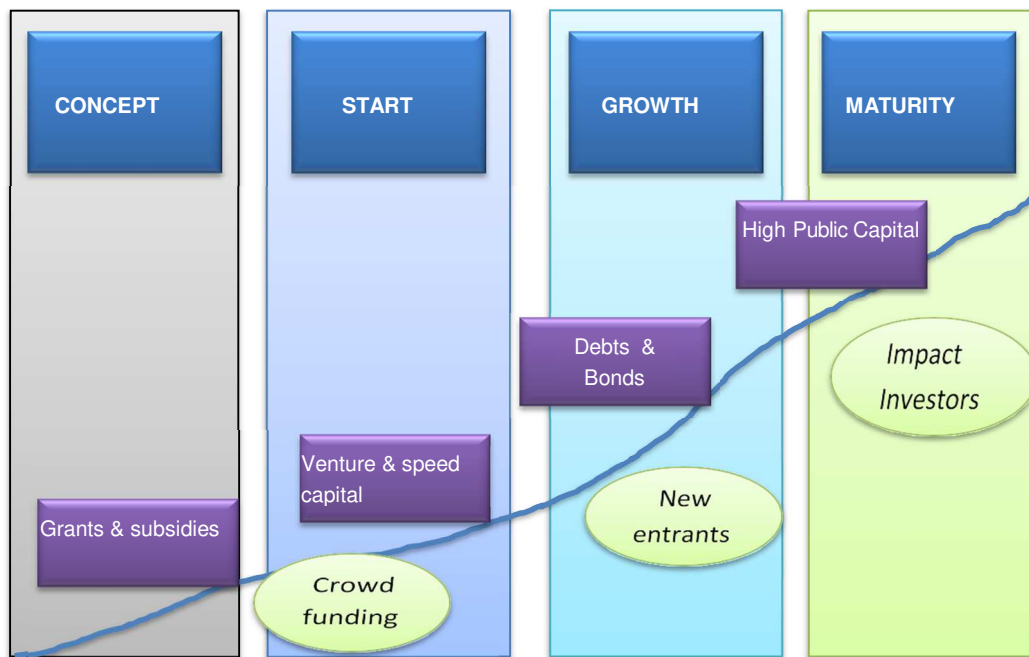 CONCEPT
START
GROWTH
MATURITY
High Public Capital
Debts & 
Bonds
Impact
Investors
Venture & speed
capital
Grants & subsidies
New
entrants
Crowd
funding